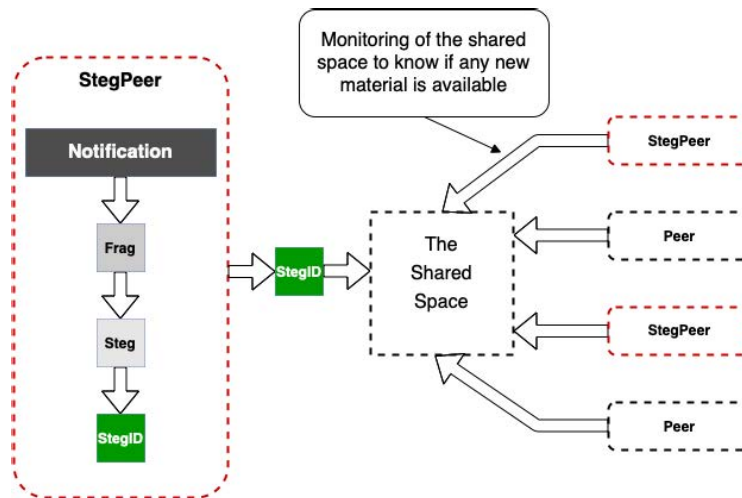 StegPeer
Notification
Frag
Steg
StegID
StegID
Monitoring of the shared
space to know if any new
material is available
The
Shared
Space
StegPeer
Peer
StegPeer
Peer